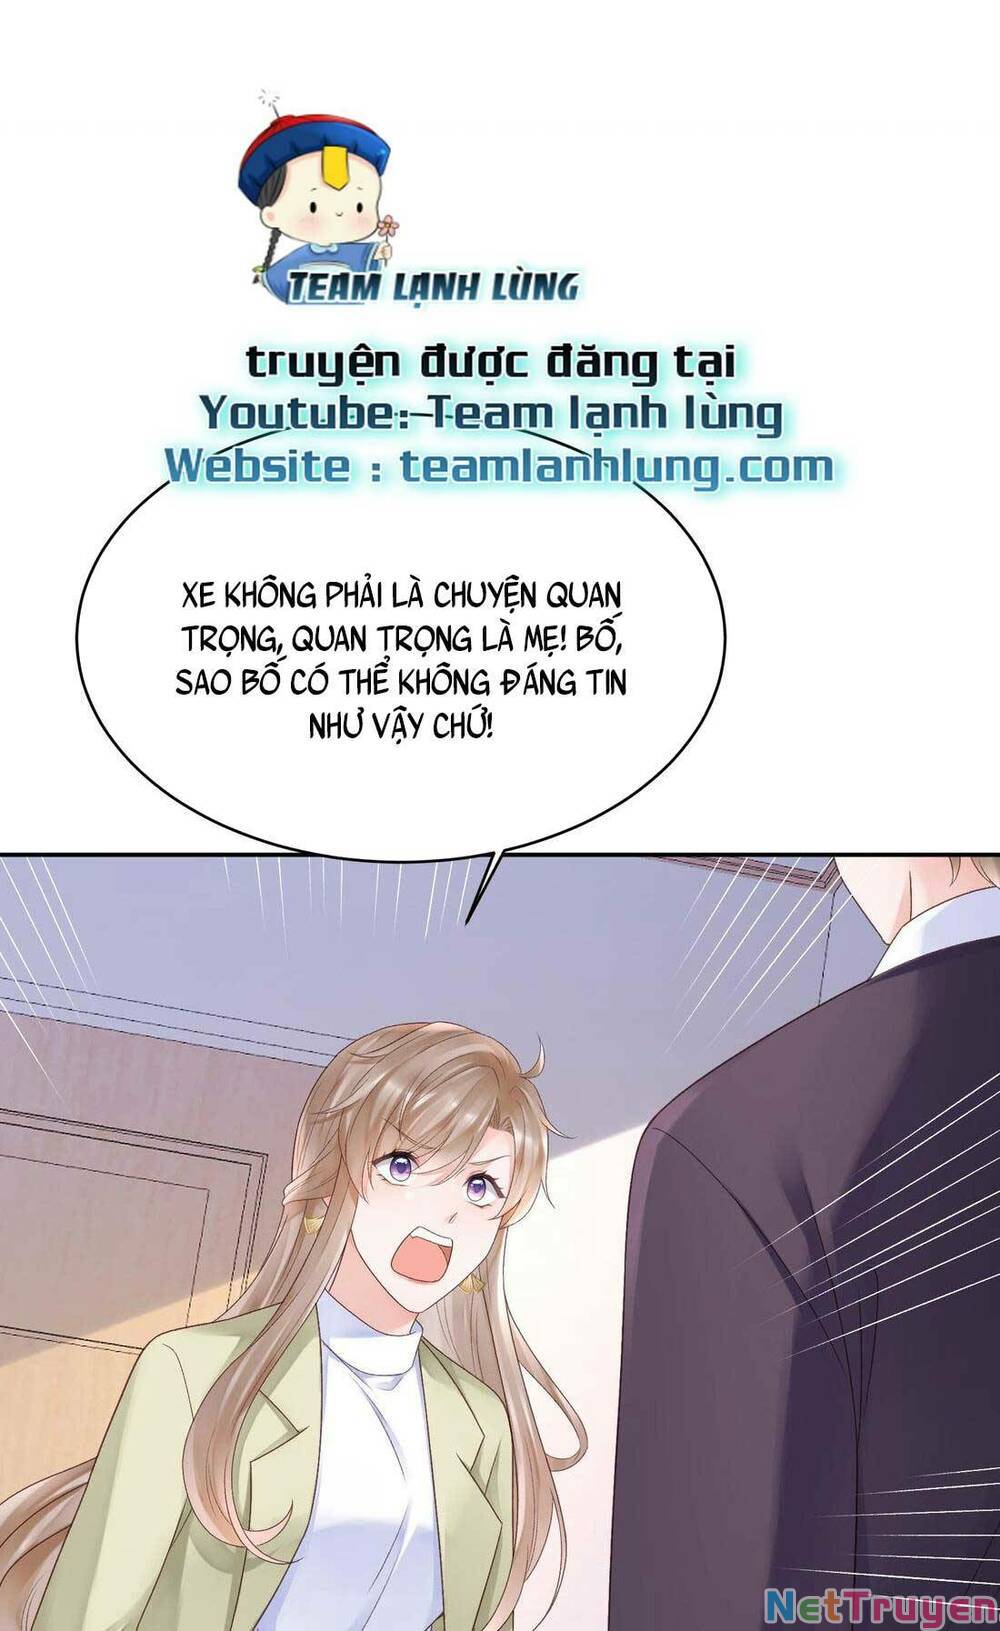 TEAM LẠNH LÙNG
truyện được đăng tại
Youtube: Team lạnh lùng
Website : teamlanhlung.com
XE KHÔNG PHẢI LÀ CHUYỆN QUAN
TRỌNG, QUAN TRỌNG LÀ MẸ! BỐ,
SAO BỐ CÓ THỂ KHÔNG ĐÁNG TIN
NHƯ VẬY CHỨ!
NetTruyen